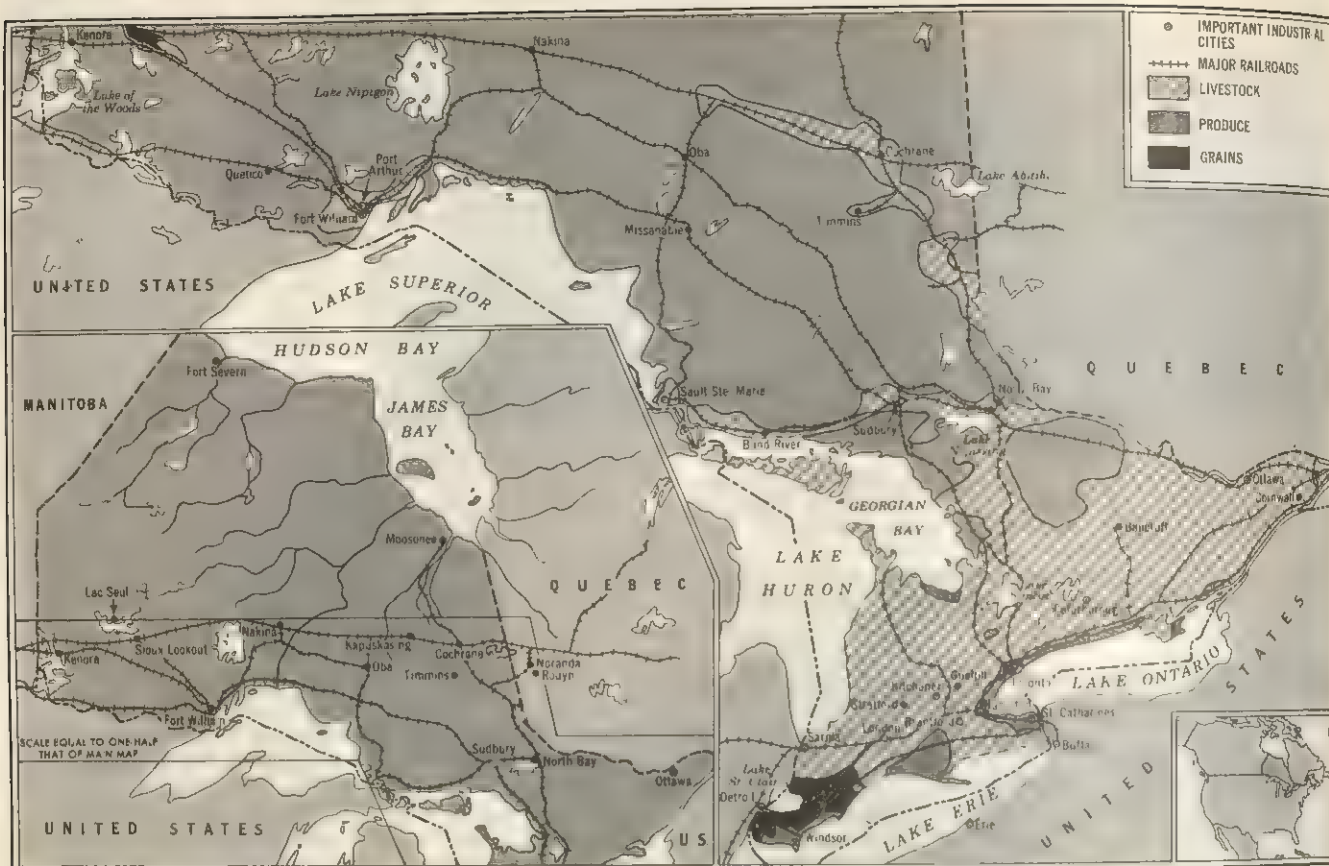 IMPORTANT INDUSTRIAL
CITIES
MAJOR RAILROADS
LIVESTOCK
PRODUCE
GRAINS
Kenora
Lake of
the Woods
Lake Nipigon
Nakina
Port
Arthur
Quetico
Fort William
Oba
Cochrane
Timmins
Missanabie
UNITED STATES
LAKE SUPERIOR
QUEBEC
Sault Ste Marie
Blind River
Sudbury
Bay
Lake
GEORGIAN
BAY
LAKE
HURON
Ottawa
Cornwall
Bancroft
Guelph
Kitchener
Stratford
London
Sarnia
St Catharines
LAKE ONTARIO
Lake
St Clair
Windsor
LAKE ERIE
Erie
UNITED STATES
HUDSON BAY
Fort Severn
MANITOBA
JAMES
BAY
Moosonee
QUEBEC
Lac Seul
Nakina
Kapuskasing
Sioux Lookout
Kenora
Oba
Cochrane
Timmins
Noranda
Rouyn
Fort William
SCALE EQUAL TO ONE-HALF
THAT OF MAIN MAP
Sudbury
North Bay
Ottawa
UNITED STATES
U S